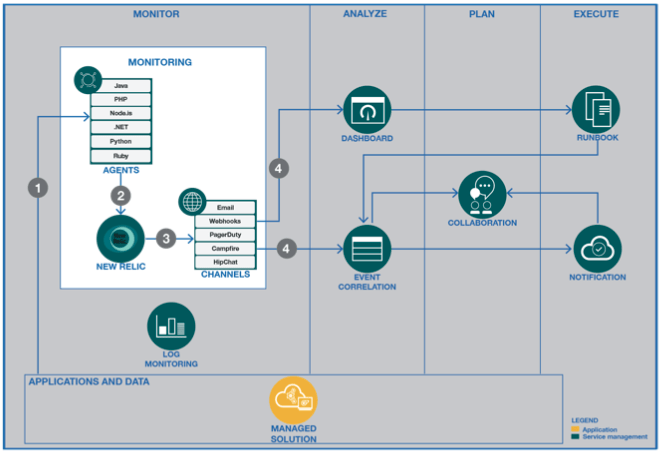 MONITOR
ANALYZE
PLAN
EXECUTE
MONITORING
Java
PHP
Node.js
.NET
Python
Ruby
AGENTS
1
2
NEW RELIC
3
Email
Webhooks
PagerDuty
Campfire
HipChat
CHANNELS
4
4
DASHBOARD
RUNBOOK
COLLABORATION
EVENT
CORRELATION
NOTIFICATION
LOG
MONITORING
APPLICATIONS AND DATA
MANAGED
SOLUTION
LEGEND
Application
Service management